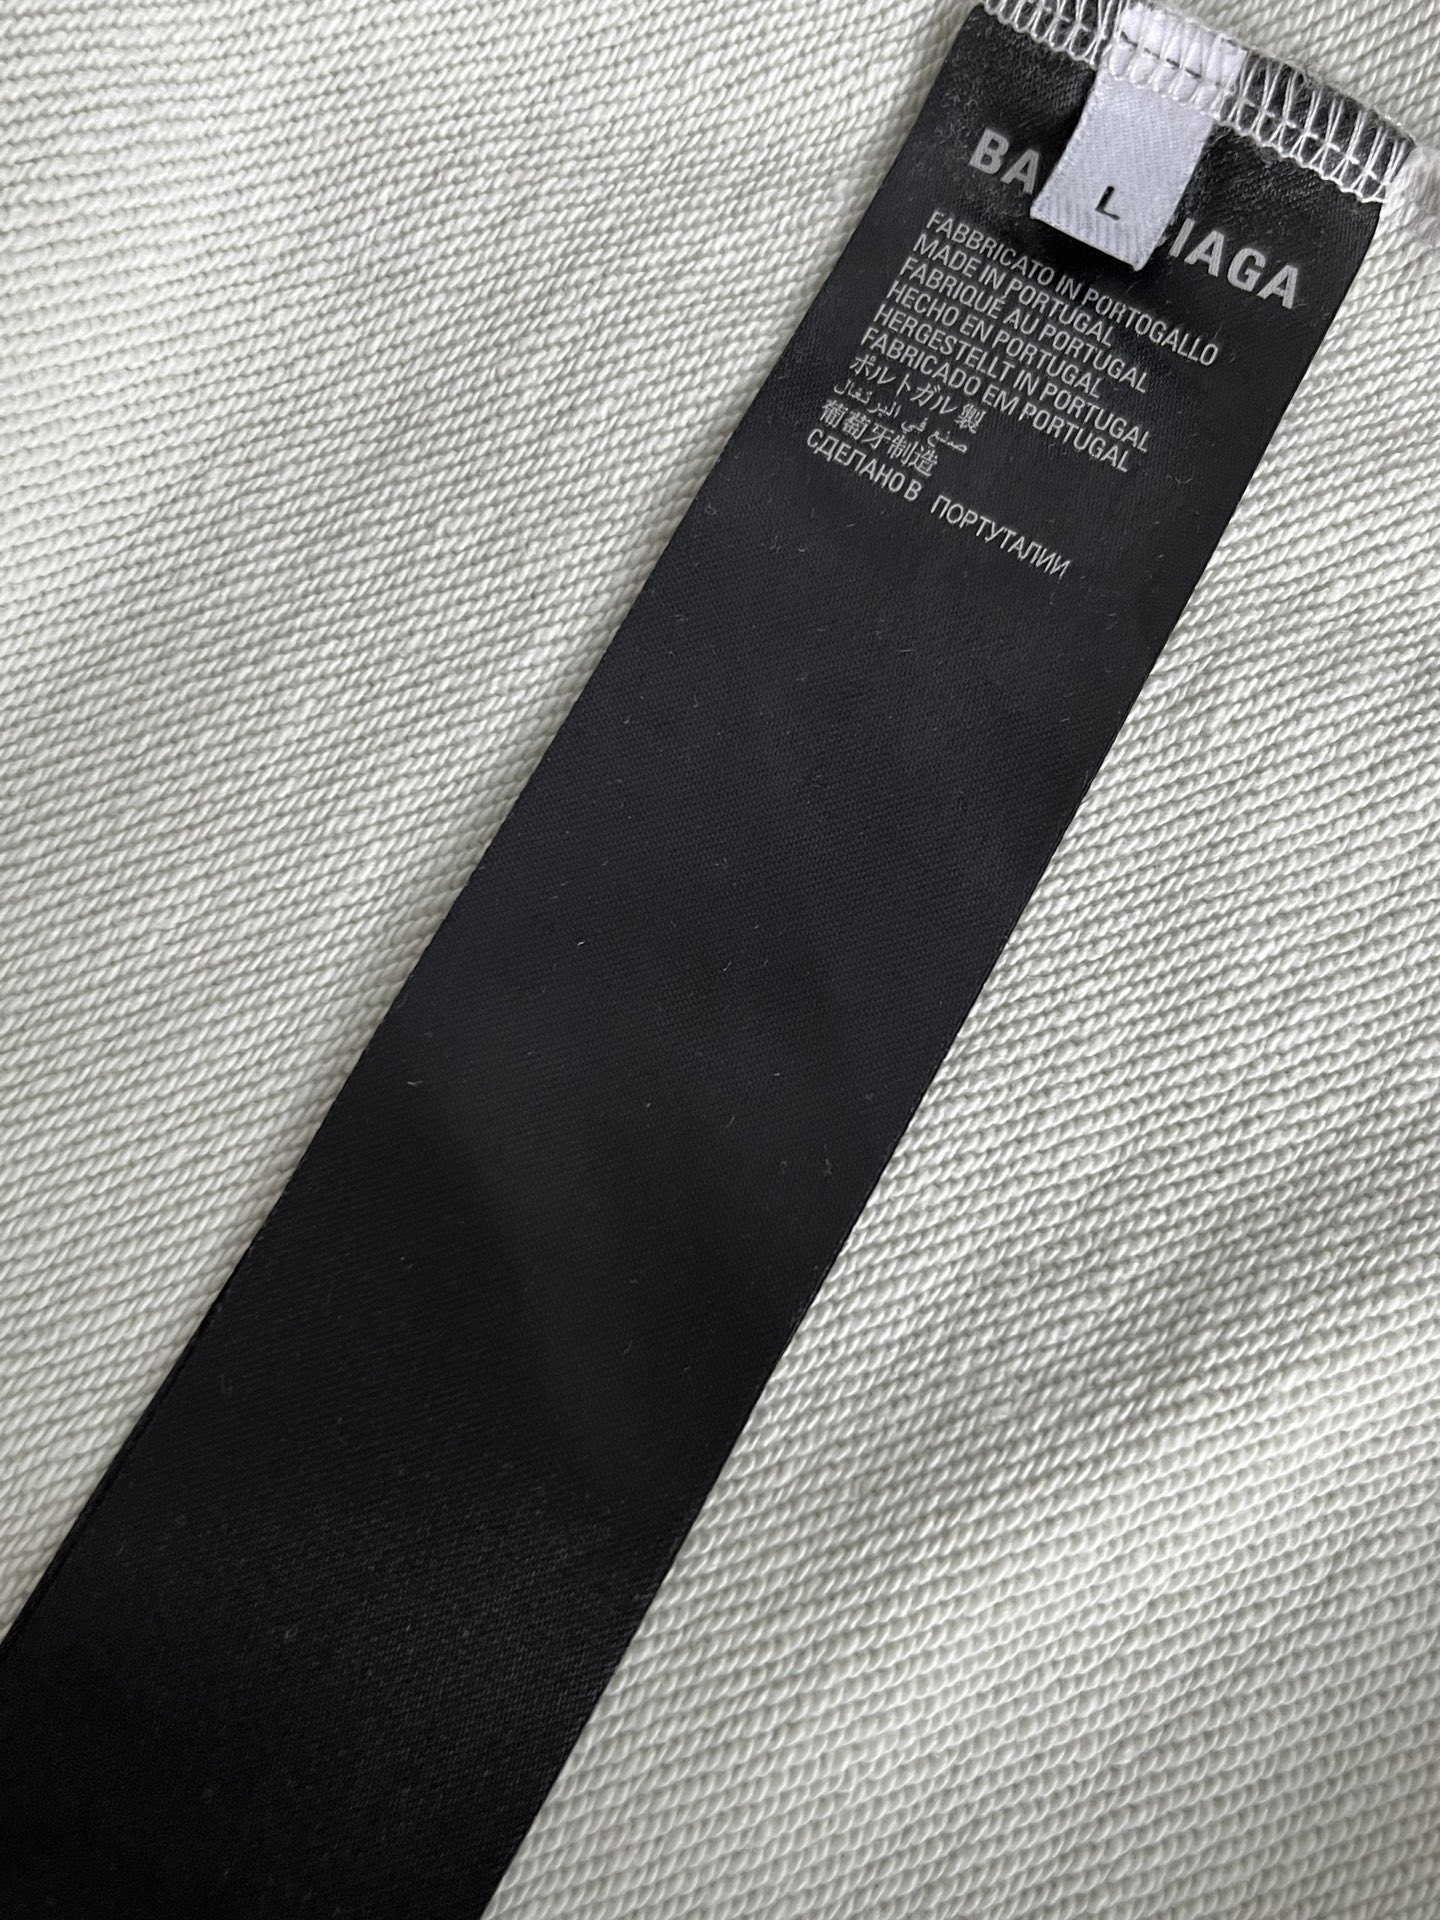 BA CIAGA
L
FABBRICATO IN PORTOGALLO
MADE IN PORTUGAL
FABRIQUÉ AU PORTUGAL
HECHO EN PORTUGAL
HERGESTELLT IN PORTUGAL
FABRICADO EM PORTUGAL
ポルトガル製
صنع في البرتغال
葡萄牙制造
СДЕЛАНО В ПОРТУТАЛИИ